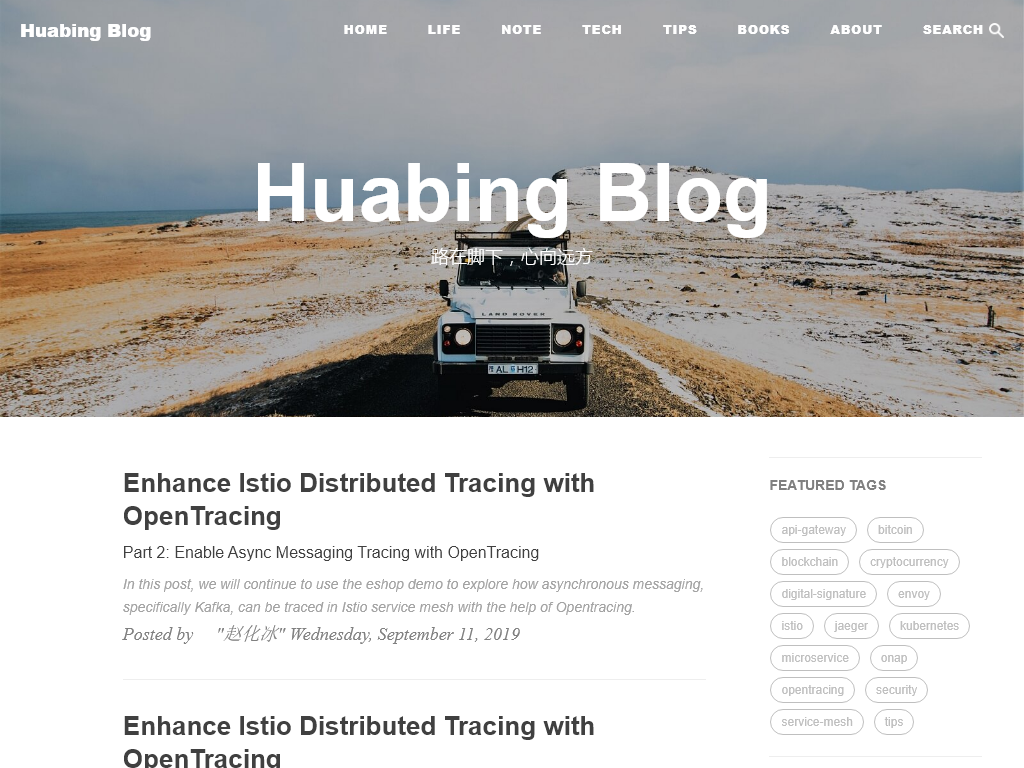 Huabing Blog
HOME LIFE NOTE TECH TIPS BOOKS ABOUT SEARCH
Huabing Blog
路在脚下，心向远方
LAND ROVER
AL H12
Enhance Istio Distributed Tracing with
OpenTracing
Part 2: Enable Async Messaging Tracing with OpenTracing
In this post, we will continue to use the eshop demo to explore how asynchronous messaging,
specifically Kafka, can be traced in Istio service mesh with the help of Opentracing.
Posted by "赵化冰" Wednesday, September 11, 2019
Enhance Istio Distributed Tracing with
OpenTracing
FEATURED TAGS
api-gateway bitcoin
blockchain cryptocurrency
digital-signature envoy
istio jaeger kubernetes
microservice onap
opentracing security
service-mesh tips